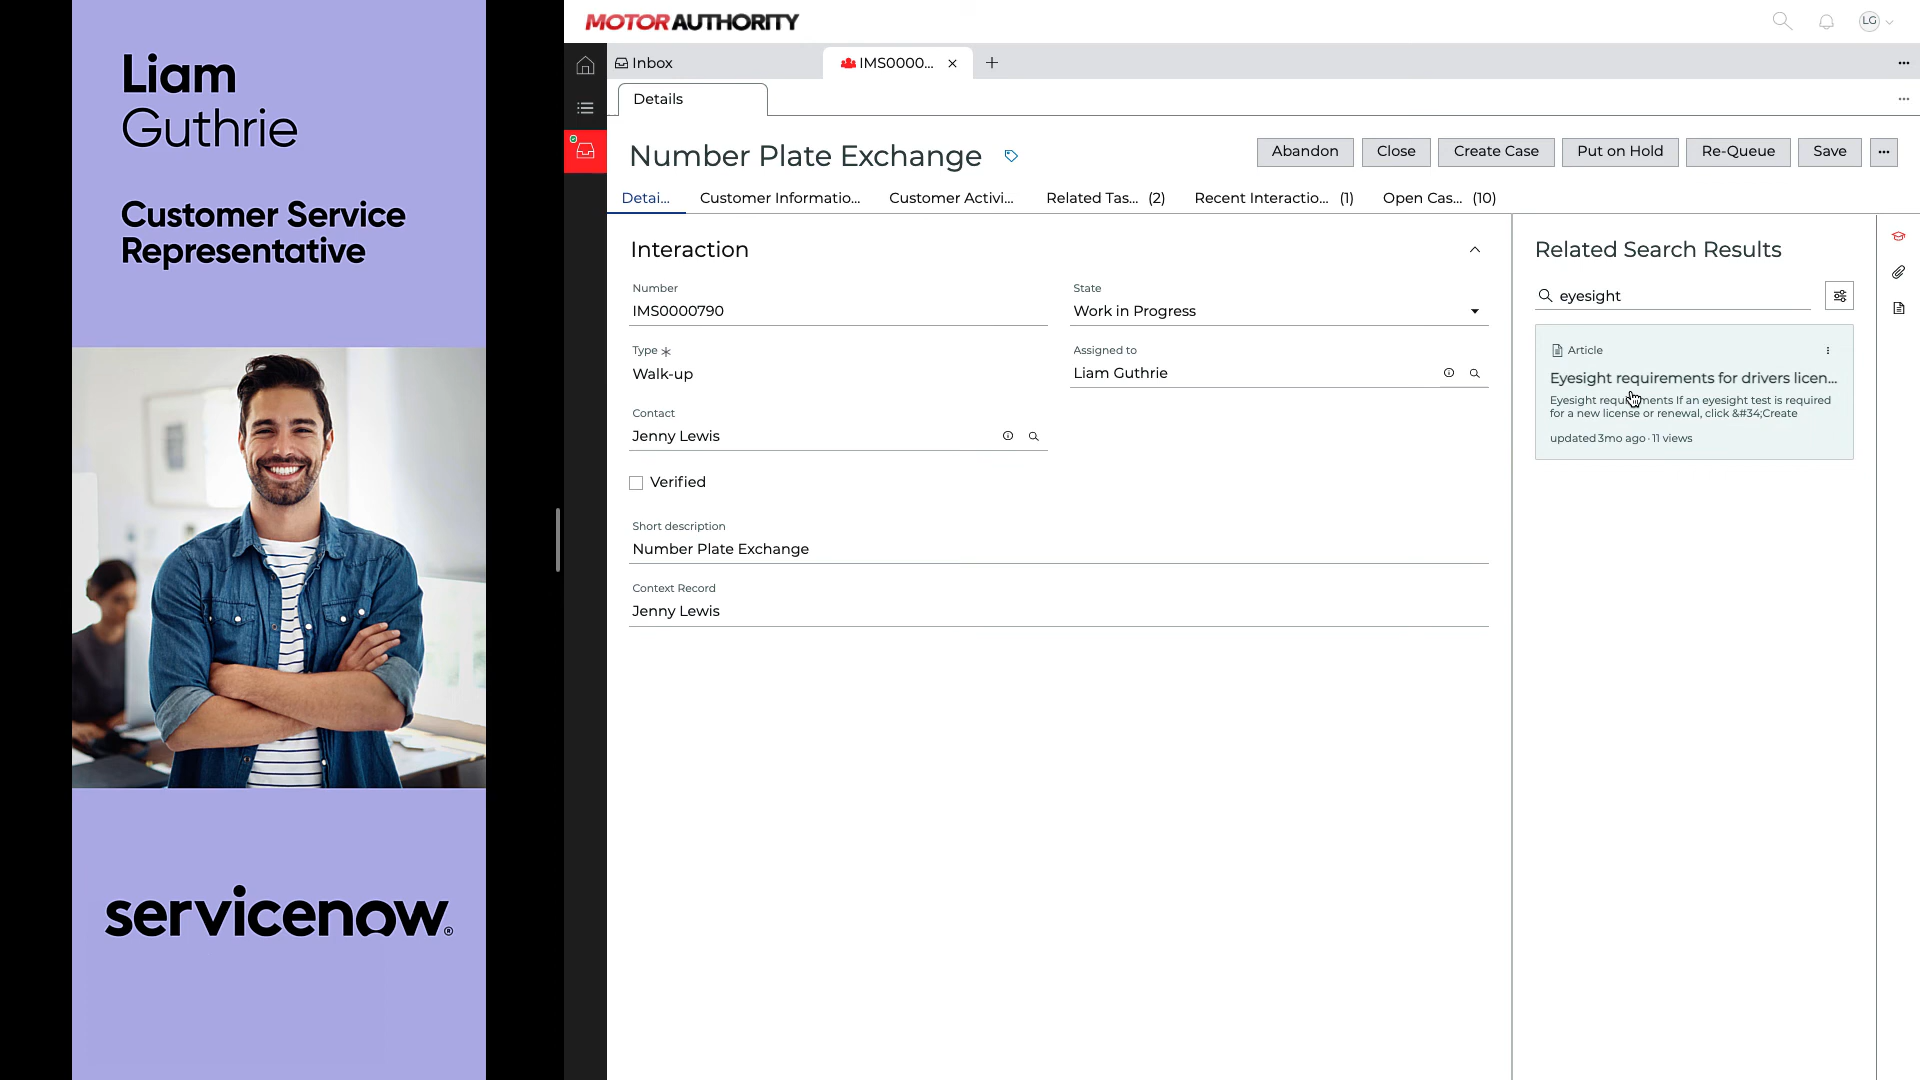 Liam
Guthrie
Customer Service
Representative
servicenow®
MOTORAUTHORITY
LG
Inbox
IMS0000...
Details
Number Plate Exchange
Abandon
Close
Create Case
Put on Hold
Re-Queue
Save
Detai...
Customer Informatio...
Customer Activi...
Related Tas... (2)
Recent Interactio... (1)
Open Cas... (10)
Interaction
Number
IMS0000790
State
Work in Progress
Type
Walk-up
Assigned to
Liam Guthrie
Contact
Jenny Lewis
Verified
Short description
Number Plate Exchange
Context Record
Jenny Lewis
Related Search Results
eyesight
Article
Eyesight requirements for drivers licen...
Eyesight requirements If an eyesight test is required
for a new license or renewal, click &#34;Create
updated 3mo ago · 11 views